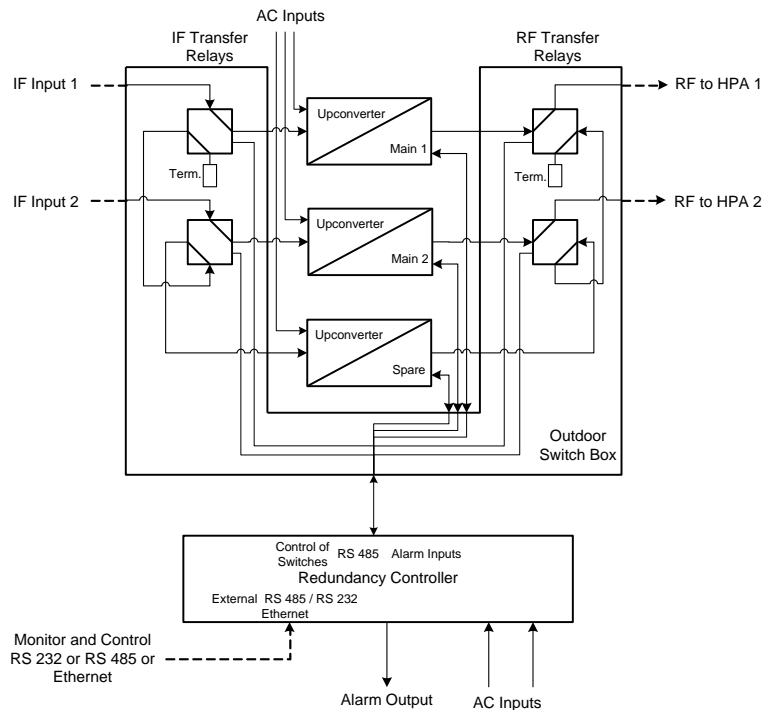 AC Inputs
IF Transfer
Relays
RF Transfer
Relays
IF Input 1
RF to HPA 1
Upconverter
Main 1
Term.
Term.
IF Input 2
RF to HPA 2
Upconverter
Main 2
Upconverter
Spare
Outdoor
Switch Box
Control of
Switches
RS 485
Alarm Inputs
Redundancy Controller
External
RS 485 / RS 232
Ethernet
Monitor and Control
RS 232 or RS 485 or
Ethernet
Alarm Output
AC Inputs